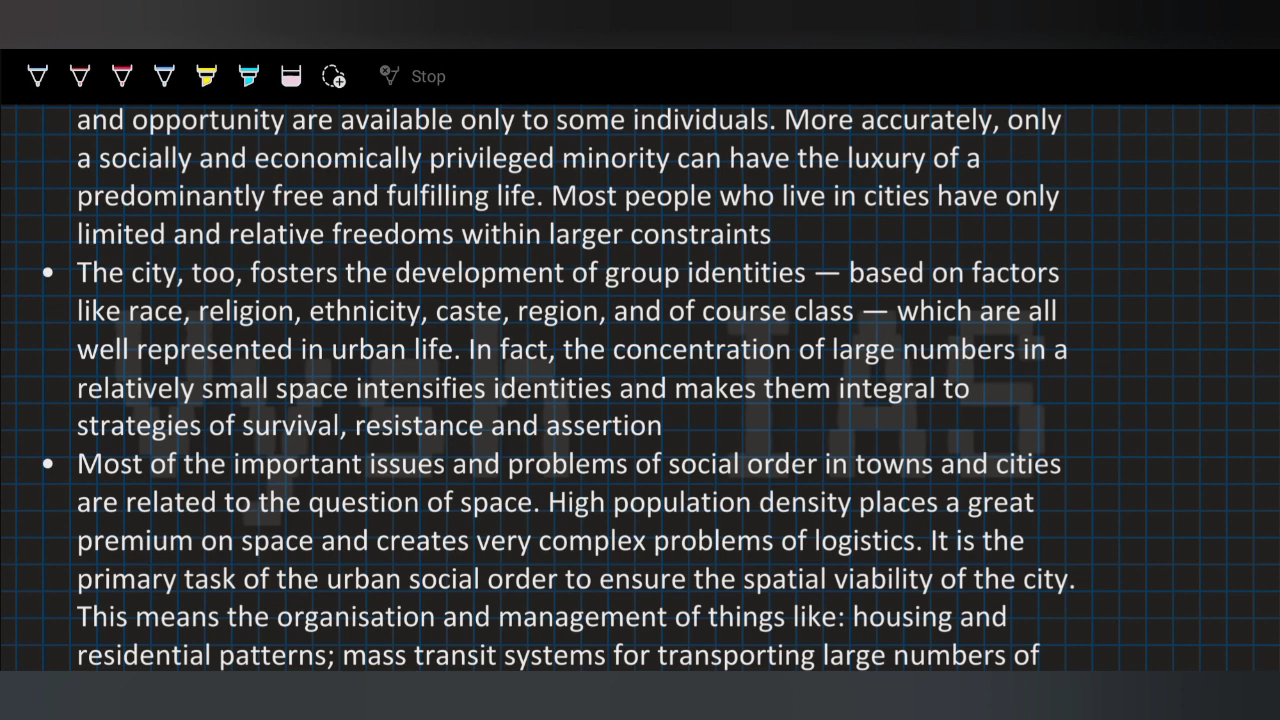 Stop
and opportunity are available only to some individuals. More accurately, only
a socially and economically privileged minority can have the luxury of a
predominantly free and fulfilling life. Most people who live in cities have only
limited and relative freedoms within larger constraints
• The city, too, fosters the development of group identities — based on factors
like race, religion, ethnicity, caste, region, and of course class — which are all
well represented in urban life. In fact, the concentration of large numbers in a
relatively small space intensifies identities and makes them integral to
strategies of survival, resistance and assertion
• Most of the important issues and problems of social order in towns and cities
are related to the question of space. High population density places a great
premium on space and creates very complex problems of logistics. It is the
primary task of the urban social order to ensure the spatial viability of the city.
This means the organisation and management of things like: housing and
residential patterns; mass transit systems for transporting large numbers of